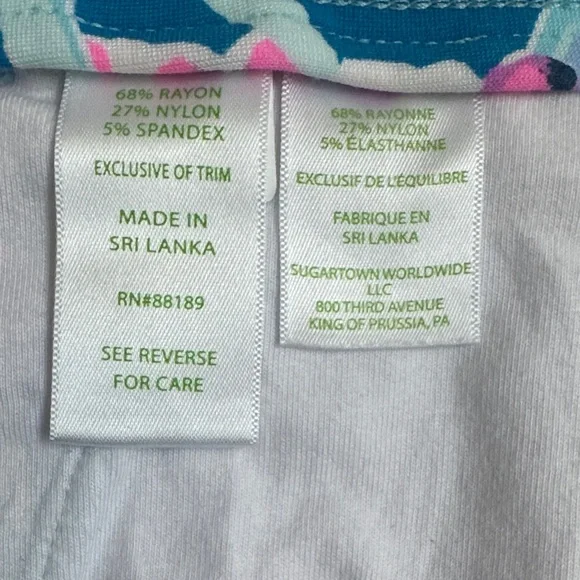 68% RAYON
27% NYLON
5% SPANDEX
EXCLUSIVE OF TRIM
MADE IN
SRI LANKA
RN#88189
SEE REVERSE
FOR CARE
68% RAYONNE
27% NYLON
5% ÉLASTHANNE
EXCLUSIF DE L'ÉQUILIBRE
FABRIQUE EN
SRI LANKA
SUGARTOWN WORLDWIDE
LLC
800 THIRD AVENUE
KING OF PRUSSIA, PA